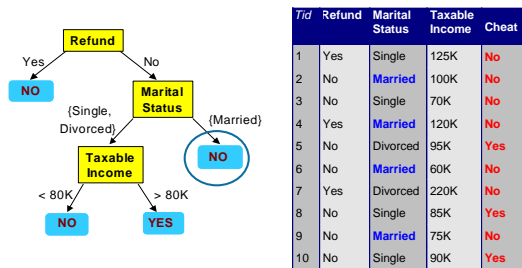 Refund
Yes
No
NO
Marital
Status
{Single,
Divorced}
{Married}
NO
Taxable
Income
< 80K
> 80K
NO
YES
Tid Refund Marital Status Taxable Income Cheat
1 Yes Single 125K No
2 No Married 100K No
3 No Single 70K No
4 Yes Married 120K No
5 No Divorced 95K Yes
6 No Married 60K No
7 Yes Divorced 220K No
8 No Single 85K Yes
9 No Married 75K No
10 No Single 90K Yes